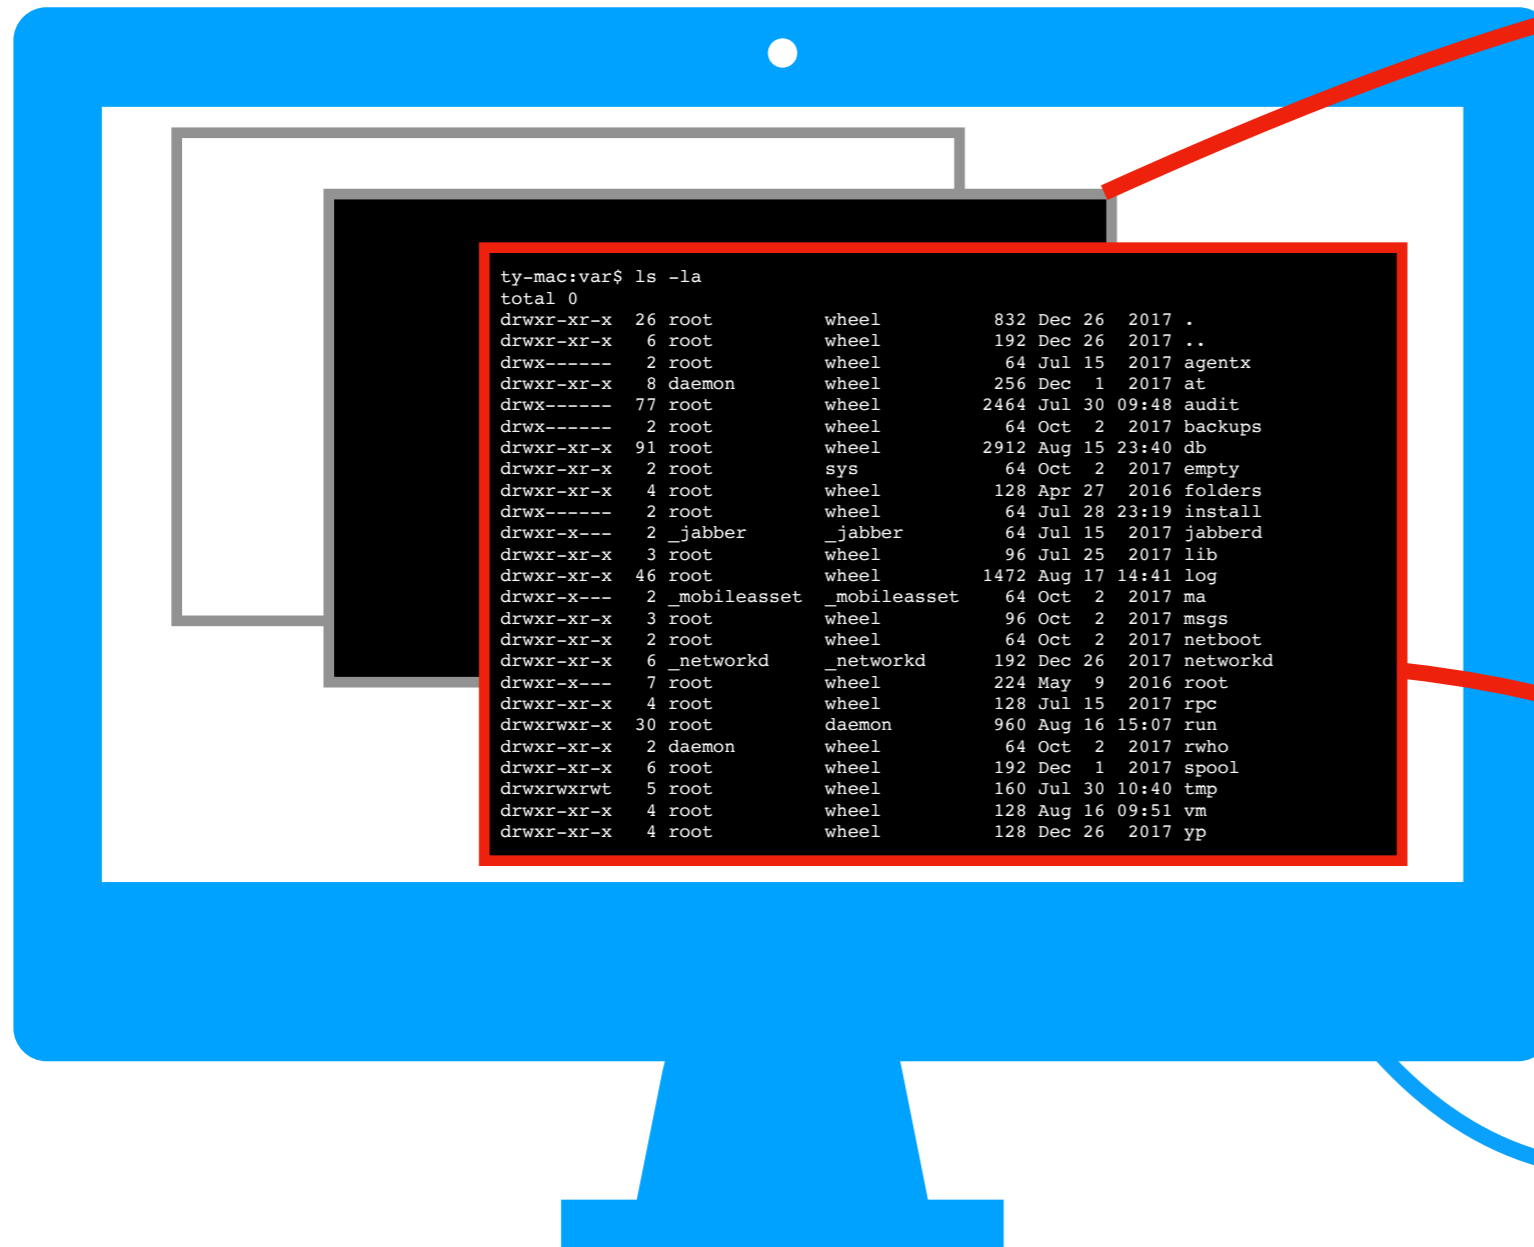 ty-mac:var$ ls -la
total 0
drwxr-xr-x  26 root          wheel          832 Dec 26  2017 .
drwxr-xr-x   6 root          wheel          192 Dec 26  2017 ..
drwx------   2 root          wheel           64 Jul 15  2017 agentx
drwxr-xr-x   8 daemon        wheel          256 Dec  1  2017 at
drwx------  77 root          wheel         2464 Jul 30 09:48 audit
drwx------   2 root          wheel           64 Oct  2  2017 backups
drwxr-xr-x  91 root          wheel         2912 Aug 15 23:40 db
drwxr-xr-x   2 root          sys             64 Oct  2  2017 empty
drwxr-xr-x   4 root          wheel          128 Apr 27  2016 folders
drwx------   2 root          wheel           64 Jul 28 23:19 install
drwxr-x---   2 _jabber       _jabber         64 Jul 15  2017 jabberd
drwxr-xr-x   3 root          wheel           96 Jul 25  2017 lib
drwxr-xr-x  46 root          wheel         1472 Aug 17 14:41 log
drwxr-x---   2 _mobileasset  _mobileasset    64 Oct  2  2017 ma
drwxr-xr-x   3 root          wheel           96 Oct  2  2017 msgs
drwxr-xr-x   2 root          wheel           64 Oct  2  2017 netboot
drwxr-xr-x   6 _networkd     _networkd      192 Dec 26  2017 networkd
drwxr-x---   7 root          wheel          224 May  9  2016 root
drwxr-xr-x   4 root          wheel          128 Jul 15  2017 rpc
drwxrwxr-x  30 root          daemon         960 Aug 16 15:07 run
drwxr-xr-x   2 daemon        wheel           64 Oct  2  2017 rwho
drwxr-xr-x   6 root          wheel          192 Dec  1  2017 spool
drwxrwxrwt   5 root          wheel          160 Jul 30 10:40 tmp
drwxr-xr-x   4 root          wheel          128 Aug 16 09:51 vm
drwxr-xr-x   4 root          wheel          128 Dec 26  2017 yp